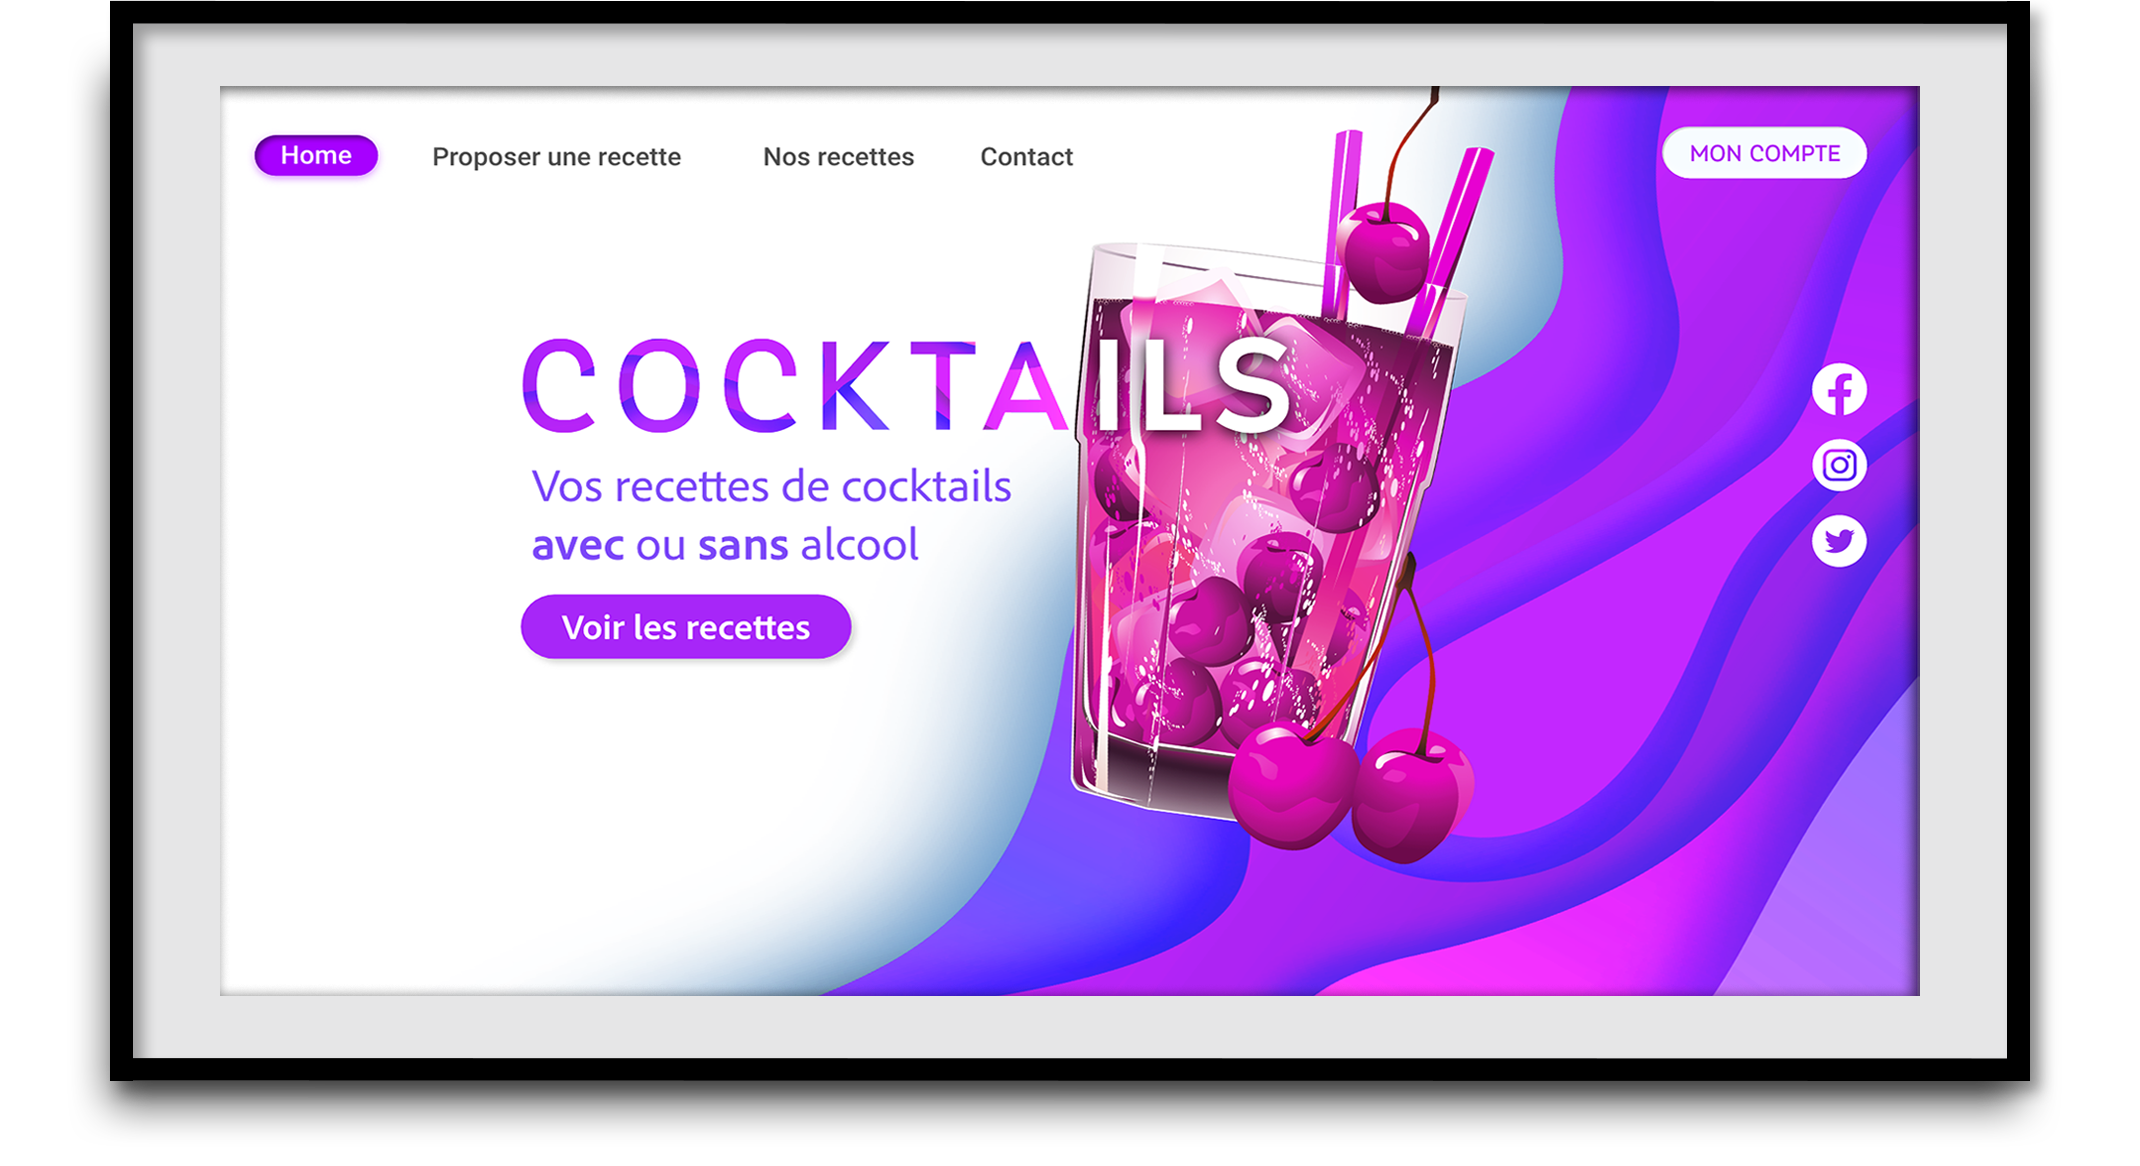 Home
Proposer une recette
Nos recettes
Contact
MON COMPTE
COCKTAILS
Vos recettes de cocktails
avec ou sans alcool
Voir les recettes